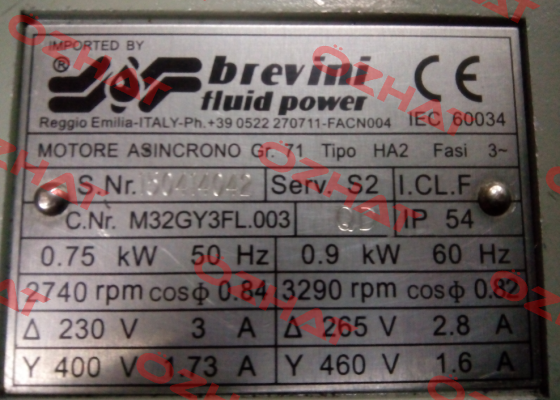 IMPORTED BY
brevini
fluid power
CE
Reggio Emilia-ITALY-Ph.+39 0522 270711-FACN004 IEC 60034
MOTORE ASINCRONO Gr. 71 Tipo HA2 Fasi 3~
S.Nr. Serv. S2 I.CL.F
C.Nr. M32GY3FL.003 IP 54
0.75 kW 50 Hz 0.9 kW 60 Hz
2740 rpm cosϕ 0.84 3290 rpm cosϕ 0.82
Δ 230 V 3 A Δ 265 V 2.8 A
Y 400 V 1.73 A Y 460 V 1.6 A
OZHAT